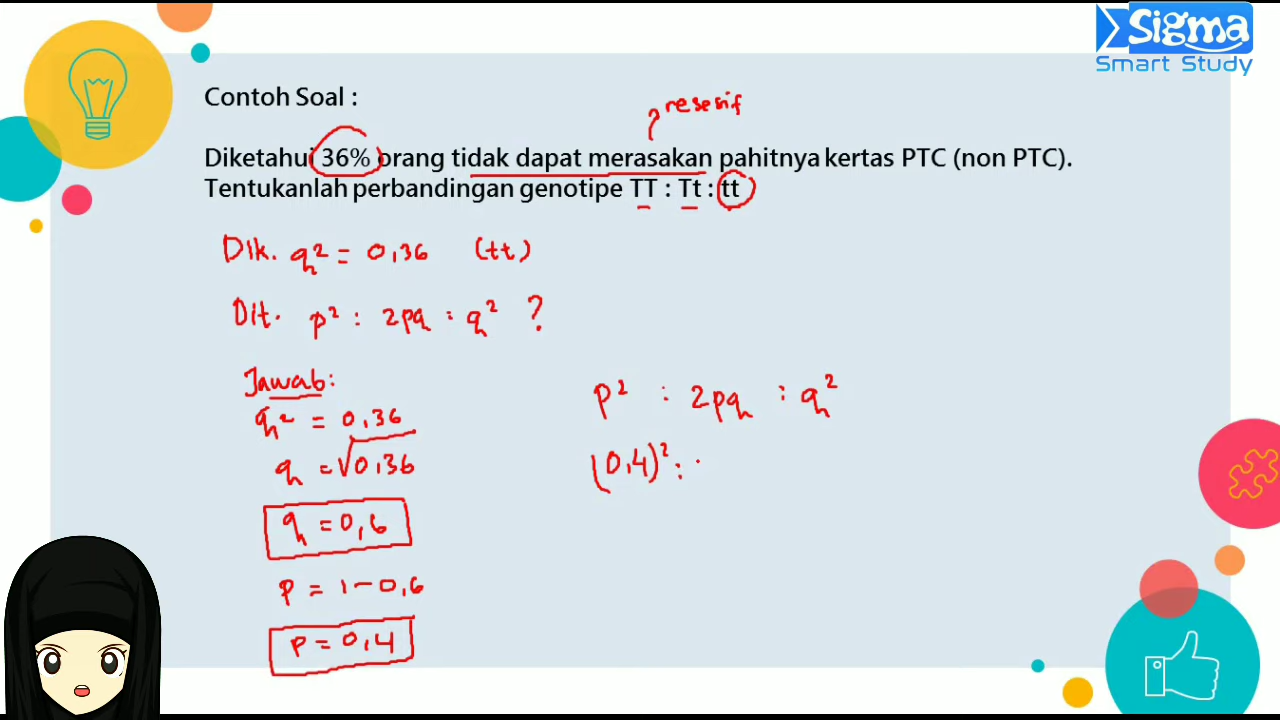 Sigma
Smart Study
Contoh Soal :
resesif
Diketahui 36% orang tidak dapat merasakan pahitnya kertas PTC (non PTC).
Tentukanlah perbandingan genotipe TT : Tt : tt
Dik. q² = 0,36 (tt)
Dit. p² : 2pq : q² ?
Jawab:
q² = 0,36
q = √0,36
q = 0,6
p = 1 - 0,6
p = 0,4
p² : 2pq : q²
(0,4)² :